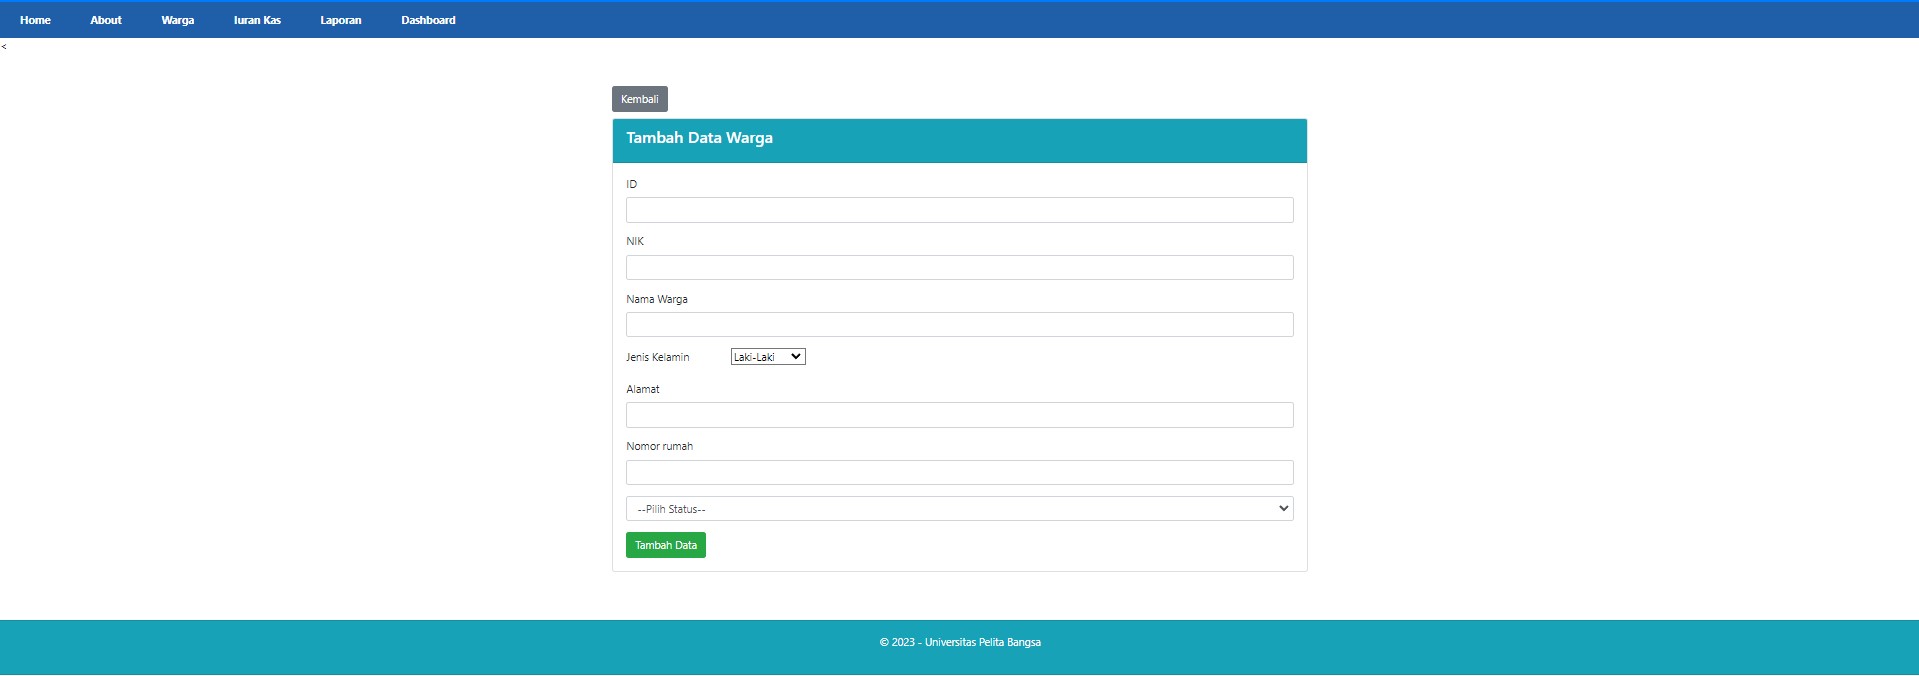 Home About Warga Iuran Kas Laporan Dashboard
<
Kembali
Tambah Data Warga
ID
NIK
Nama Warga
Jenis Kelamin Laki-Laki
Alamat
Nomor rumah
--Pilih Status--
Tambah Data
© 2023 - Universitas Pelita Bangsa